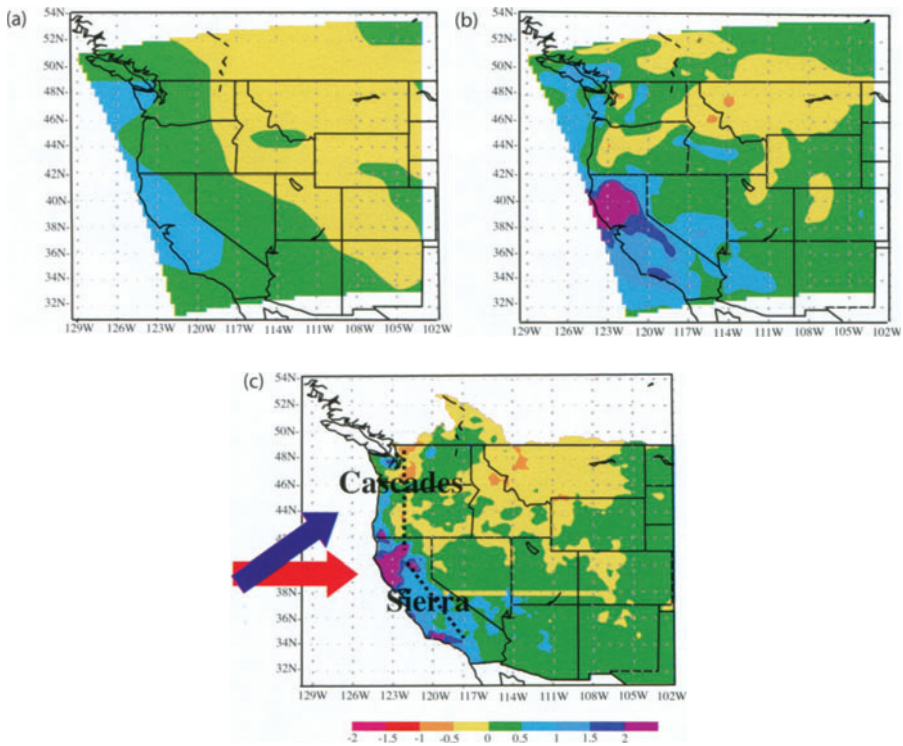 (a)
54N
52N
50N
48N
46N
44N
42N
40N
38N
36N
34N
32N
129W 126W 123W 120W 117W 114W 111W 108W 105W 102W
(b)
54N
52N
50N
48N
46N
44N
42N
40N
38N
36N
34N
32N
129W 126W 123W 120W 117W 114W 111W 108W 105W 102W
(c)
54N
52N
50N
48N
46N
44N
42N
38N
36N
34N
32N
Cascades
Sierra
129W 126W 123W 120W 117W 114W 111W 108W 105W 102W
-2 -1.5 -1 -0.5 0 0.5 1 1.5 2